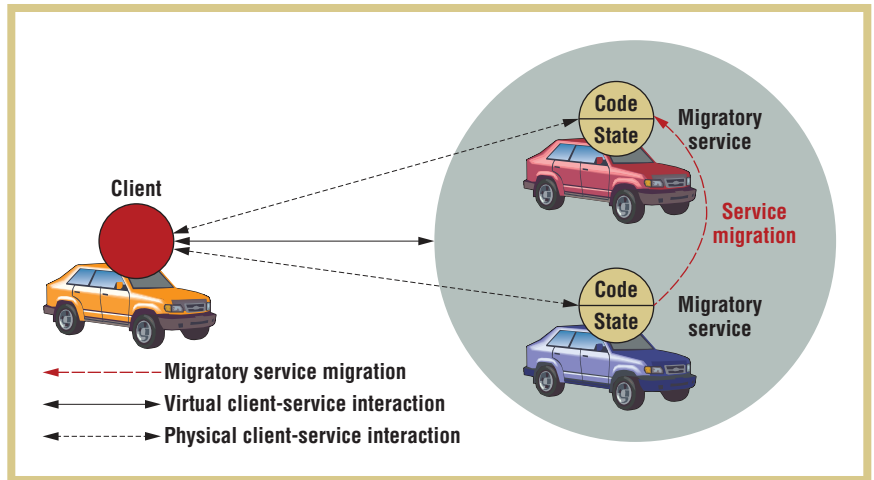 Code
State
Migratory
service
Client
Service
migration
Code
State
Migratory
service
Migratory service migration
Virtual client-service interaction
Physical client-service interaction